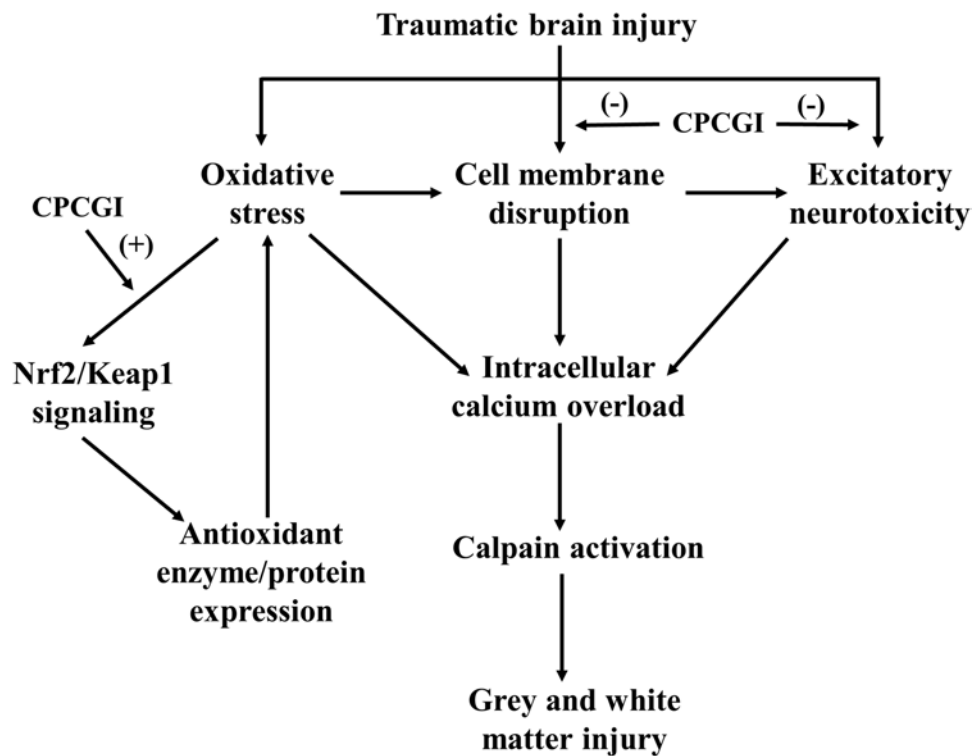 Traumatic brain injury
(-)
CPCGI
(-)
Oxidative
stress
Cell membrane
disruption
Excitatory
neurotoxicity
CPCGI
(+)
Nrf2/Keap1
signaling
Intracellular
calcium overload
Antioxidant
enzyme/protein
expression
Calpain activation
Grey and white
matter injury